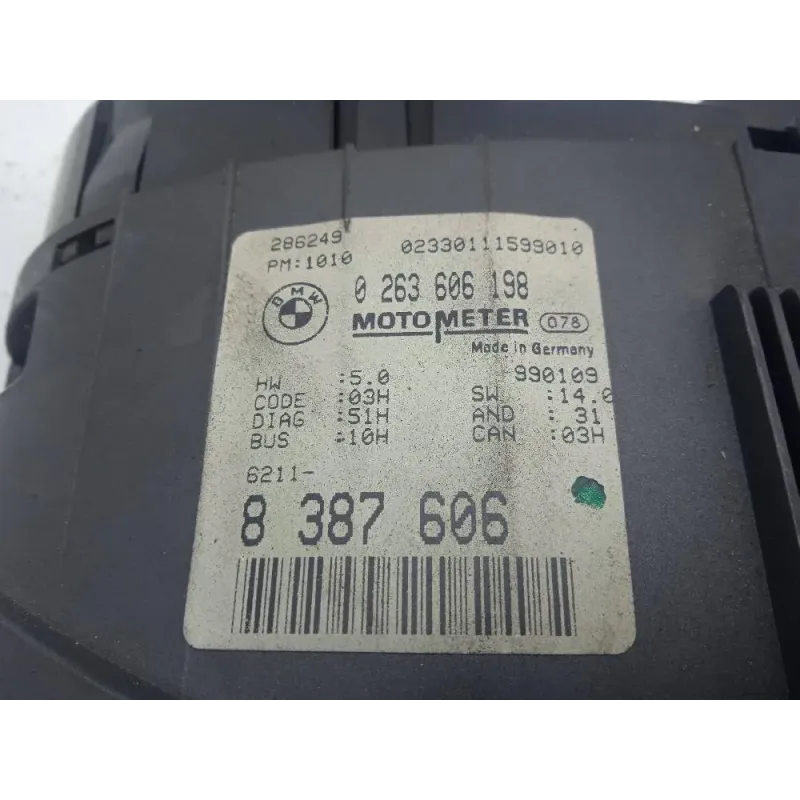 286249
02330111599010
PM:1010
BMW
0 263 606 198
MOTOMETER 078
Made in Germany
990109
HW :5.0
SW :14.0
CODE :03H
AND : 31
DIAG :51H
CAN :03H
BUS :10H
6211-
8 387 606